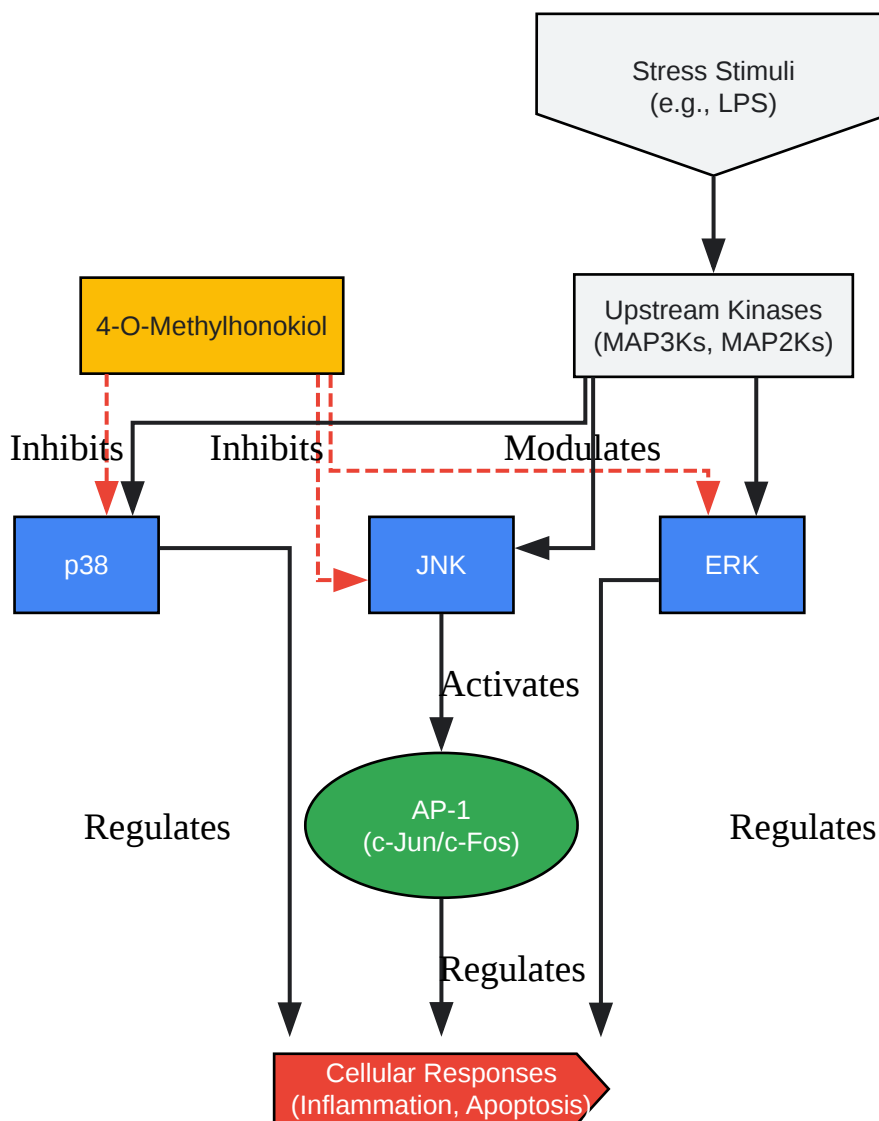 Stress Stimuli
(e.g., LPS)
4-O-Methylhonokiol
Upstream Kinases
(MAP3Ks, MAP2Ks)
Inhibits
Inhibits
Modulates
p38
JNK
ERK
Activates
AP-1
(c-Jun/c-Fos)
Regulates
Regulates
Regulates
Cellular Responses
(Inflammation, Apoptosis)